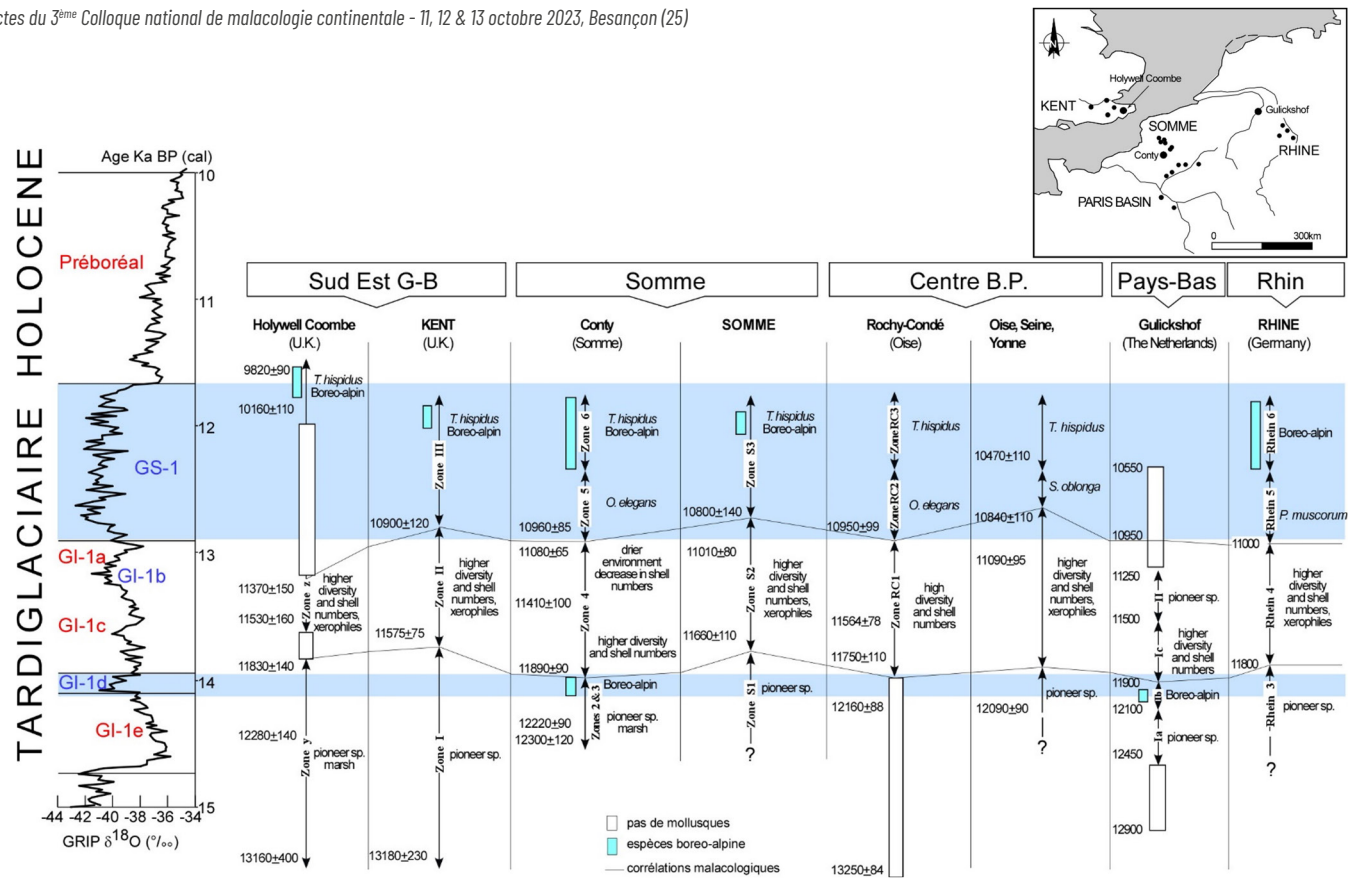 ctes du 3ème Colloque national de malacologie continentale - 11, 12 & 13 octobre 2023, Besançon (25)
Holywell Coombe
KENT
Gulickshof
SOMME
Conty
RHINE
PARIS BASIN
0 300km
TARDIGLACIAIRE HOLOCENE
Age Ka BP (cal)
10
11
12
13
14
15
Préboréal
GS-1
GI-1a
GI-1b
GI-1c
GI-1d
GI-1e
-44 -42 -40 -38 -36 -34
GRIP δ18O (°/∘∘)
Sud Est G-B
Somme
Centre B.P.
Pays-Bas
Rhin
Holywell Coombe
(U.K.)
9820±90
T. hispidus
Boreo-alpin
10160±110
11370±150
11530±160
Zone z
higher
diversity
and shell
numbers,
xerophiles
11830±140
12280±140
Zone y
pioneer sp.
marsh
13160±400
KENT
(U.K.)
T. hispidus
Boreo-alpin
Zone III
10900±120
Zone II
higher
diversity
and shell
numbers,
xerophiles
11575±75
Zone I
pioneer sp.
13180±230
Conty
(Somme)
Zone 6
T. hispidus
Boreo-alpin
Zone 5
O. elegans
10960±85
11080±65
drier
environment
decrease in shell
numbers
11410±100
Zone 4
higher diversity
and shell numbers
11890±90
Boreo-alpin
Zones 2 & 3
12220±90
12300±120
pioneer sp.
marsh
SOMME
T. hispidus
Boreo-alpin
Zone S3
10800±140
11010±80
Zone S2
higher
diversity
and shell
numbers,
xerophiles
11660±110
Zone S1
pioneer sp.
?
Rochy-Condé
(Oise)
Zone RC3
T. hispidus
Zone RC2
O. elegans
10950±99
Zone RC1
high
diversity
and shell
numbers
11564±78
11750±110
12160±88
13250±84
Oise, Seine,
Yonne
T. hispidus
10470±110
S. oblonga
10840±110
11090±95
higher
diversity
and shell
numbers,
xerophiles
pioneer sp.
12090±90
?
Gulickshof
(The Netherlands)
10550
10950
11250
II
pioneer sp.
11500
Ic
higher
diversity
and shell
numbers
11900
Ib
Boreo-alpin
12100
Ia
pioneer sp.
12450
12900
RHINE
(Germany)
Rhein 6
Boreo-alpin
Rhein 5
P. muscorum
11000
Rhein 4
higher
diversity
and shell
numbers,
xerophiles
11800
Rhein 3
pioneer sp.
?
pas de mollusques
espèces boreo-alpine
corrélations malacologiques